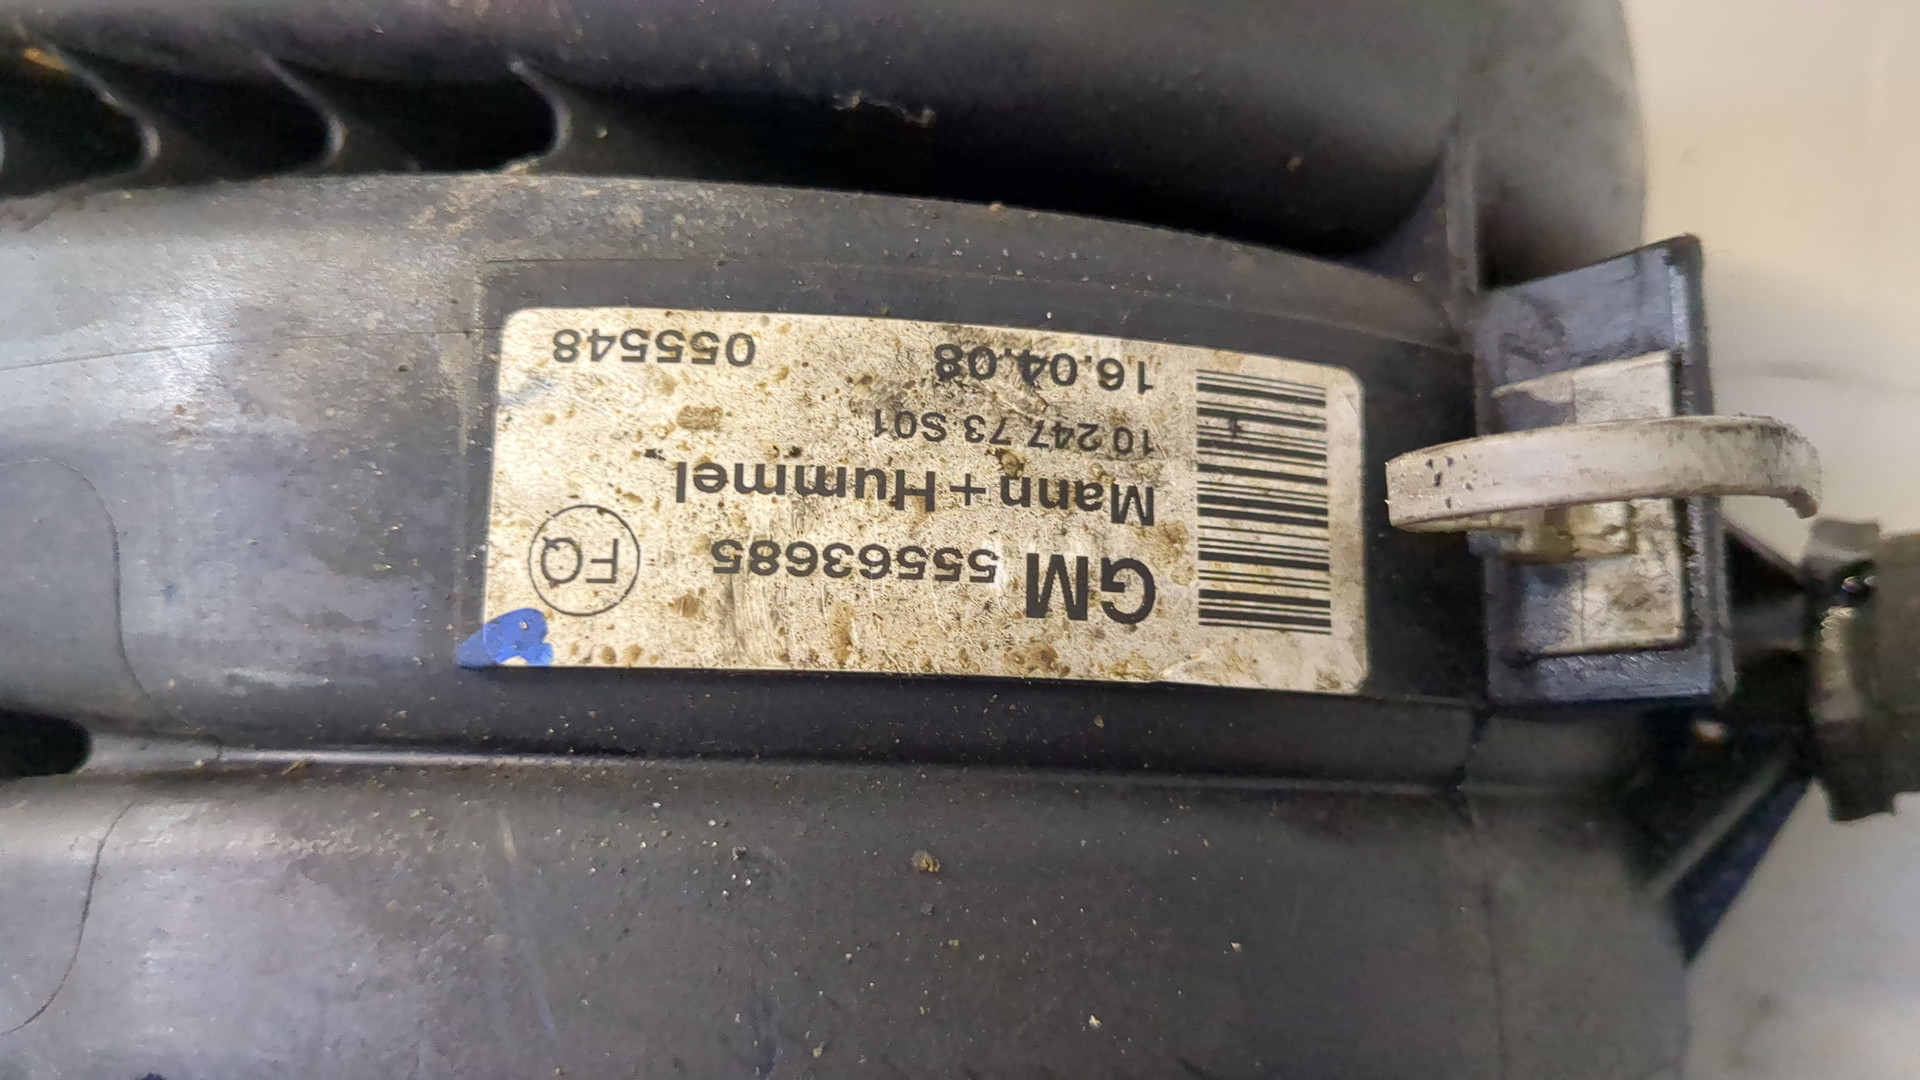 GM 55563685
Mann+Hummel FQ
10 247 73 S01
16.04.08 055548